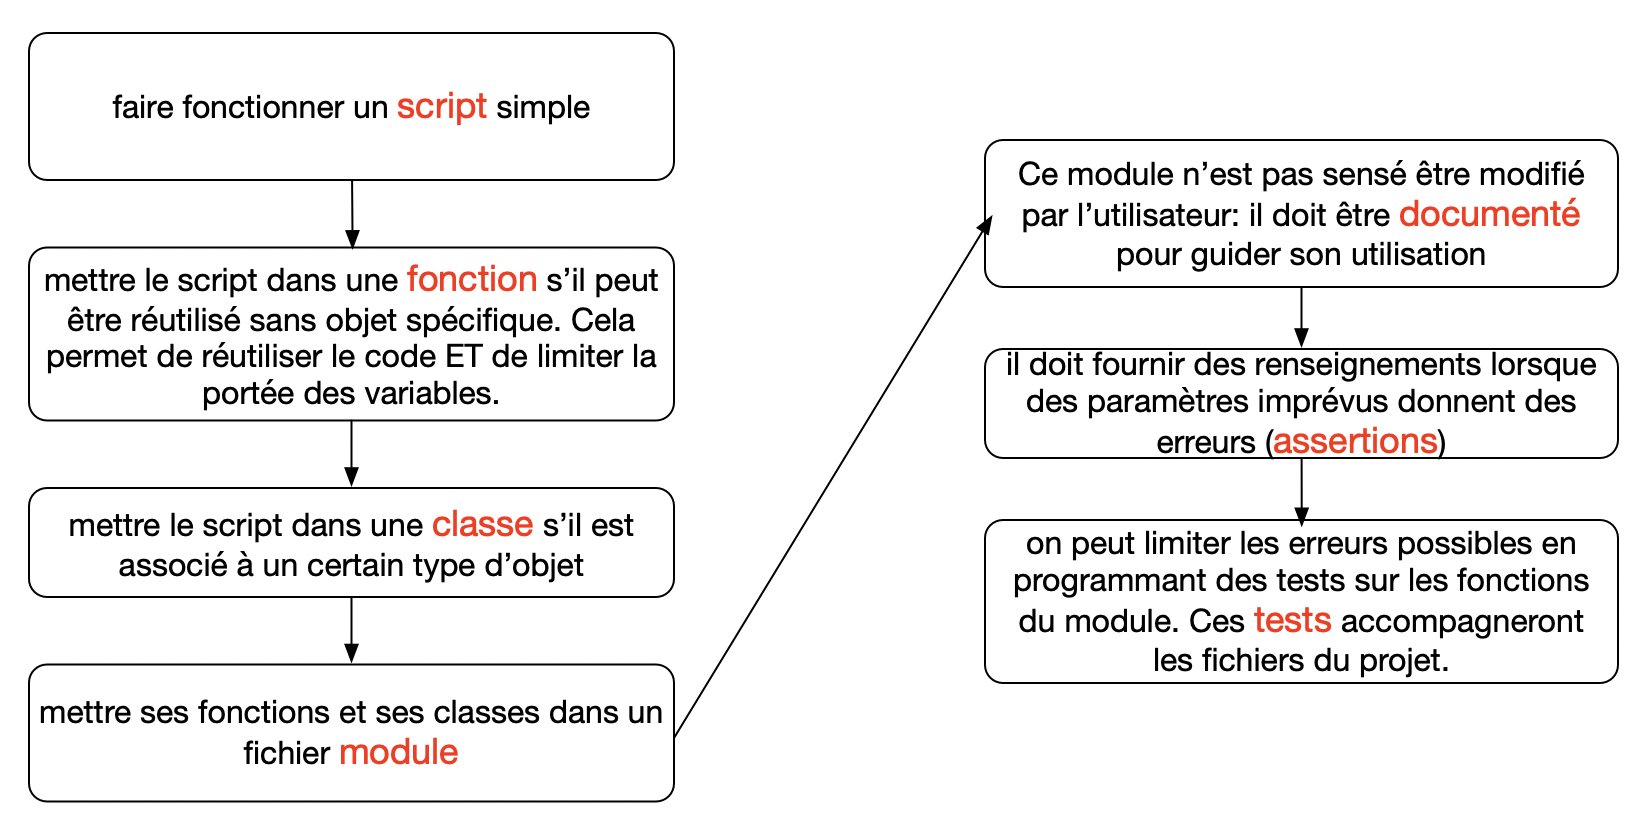 faire fonctionner un script simple
mettre le script dans une fonction s’il peut
être réutilisé sans objet spécifique. Cela
permet de réutiliser le code ET de limiter la
portée des variables.
mettre le script dans une classe s’il est
associé à un certain type d’objet
mettre ses fonctions et ses classes dans un
fichier module
Ce module n’est pas sensé être modifié
par l’utilisateur: il doit être documenté
pour guider son utilisation
il doit fournir des renseignements lorsque
des paramètres imprévus donnent des
erreurs (assertions)
on peut limiter les erreurs possibles en
programmant des tests sur les fonctions
du module. Ces tests accompagneront
les fichiers du projet.